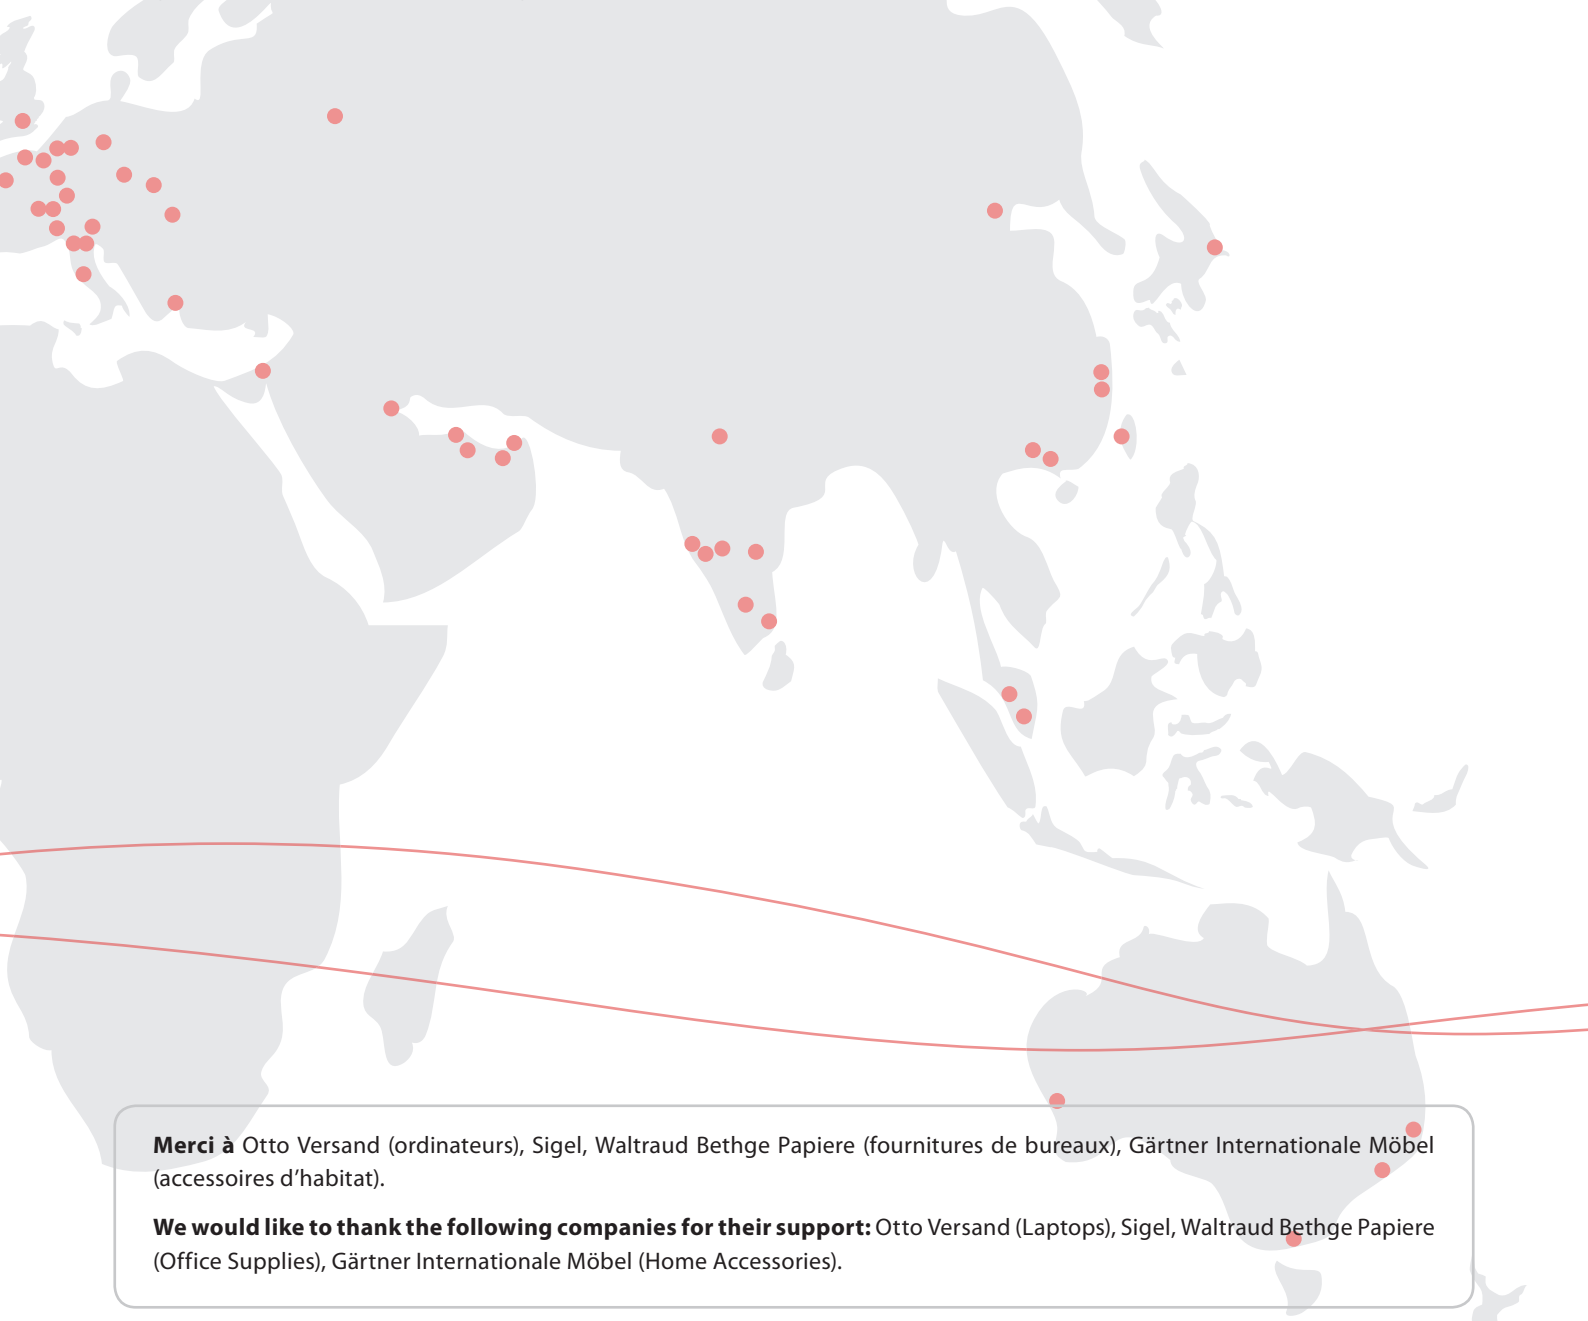 Merci à Otto Versand (ordinateurs), Sigel, Waltraud Bethge Papiere (fournitures de bureaux), Gärtner Internationale Möbel
(accessoires d’habitat).
We would like to thank the following companies for their support: Otto Versand (Laptops), Sigel, Waltraud Bethge Papiere
(Office Supplies), Gärtner Internationale Möbel (Home Accessories).